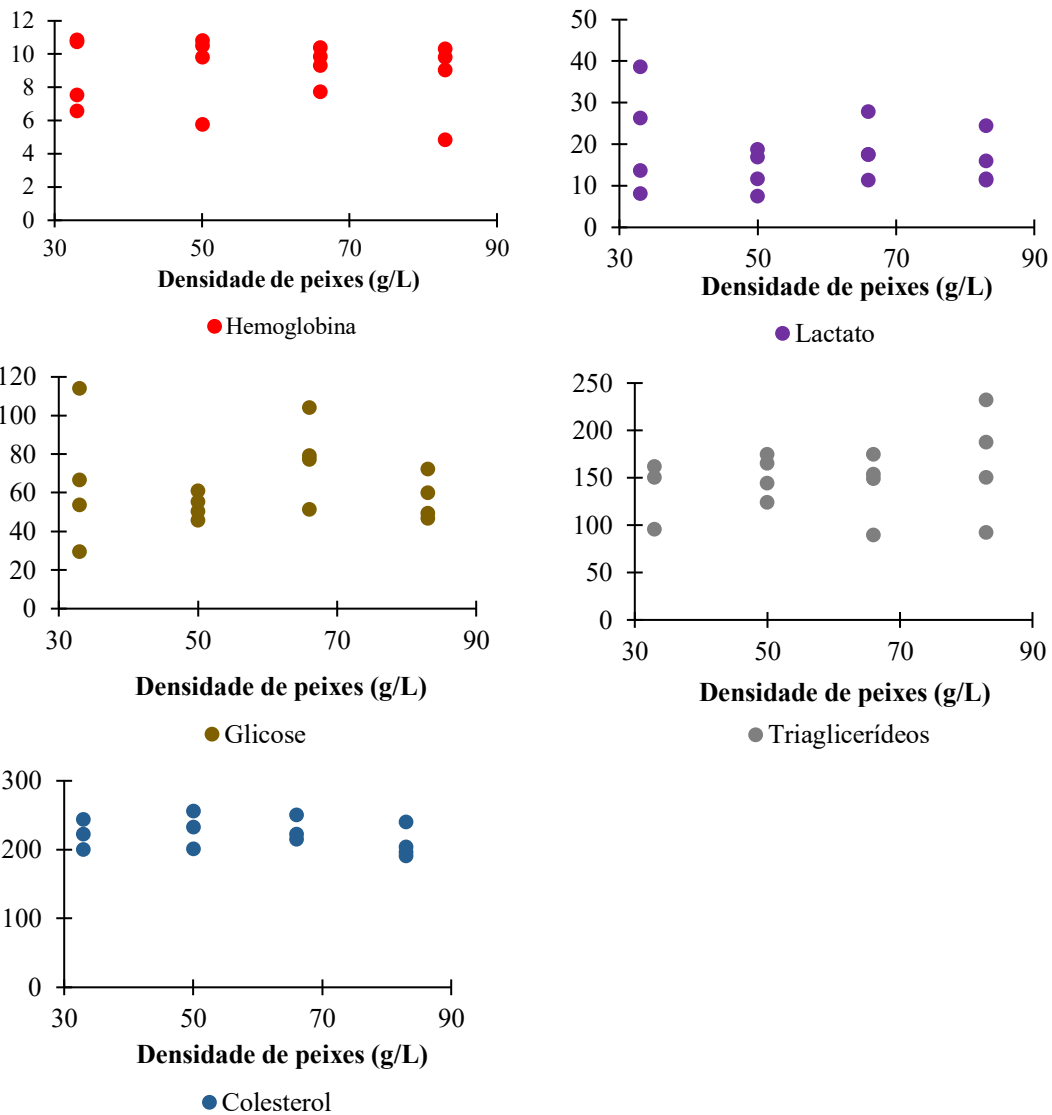 12
10
8
6
4
2
0
30 50 70 90
Densidade de peixes (g/L)
Hemoglobina
50
40
30
20
10
0
30 50 70 90
Densidade de peixes (g/L)
Lactato
120
100
80
60
40
20
0
30 50 70 90
Densidade de peixes (g/L)
Glicose
250
200
150
100
50
0
30 50 70 90
Densidade de peixes (g/L)
Triaglicerídeos
300
200
100
0
30 50 70 90
Densidade de peixes (g/L)
Colesterol